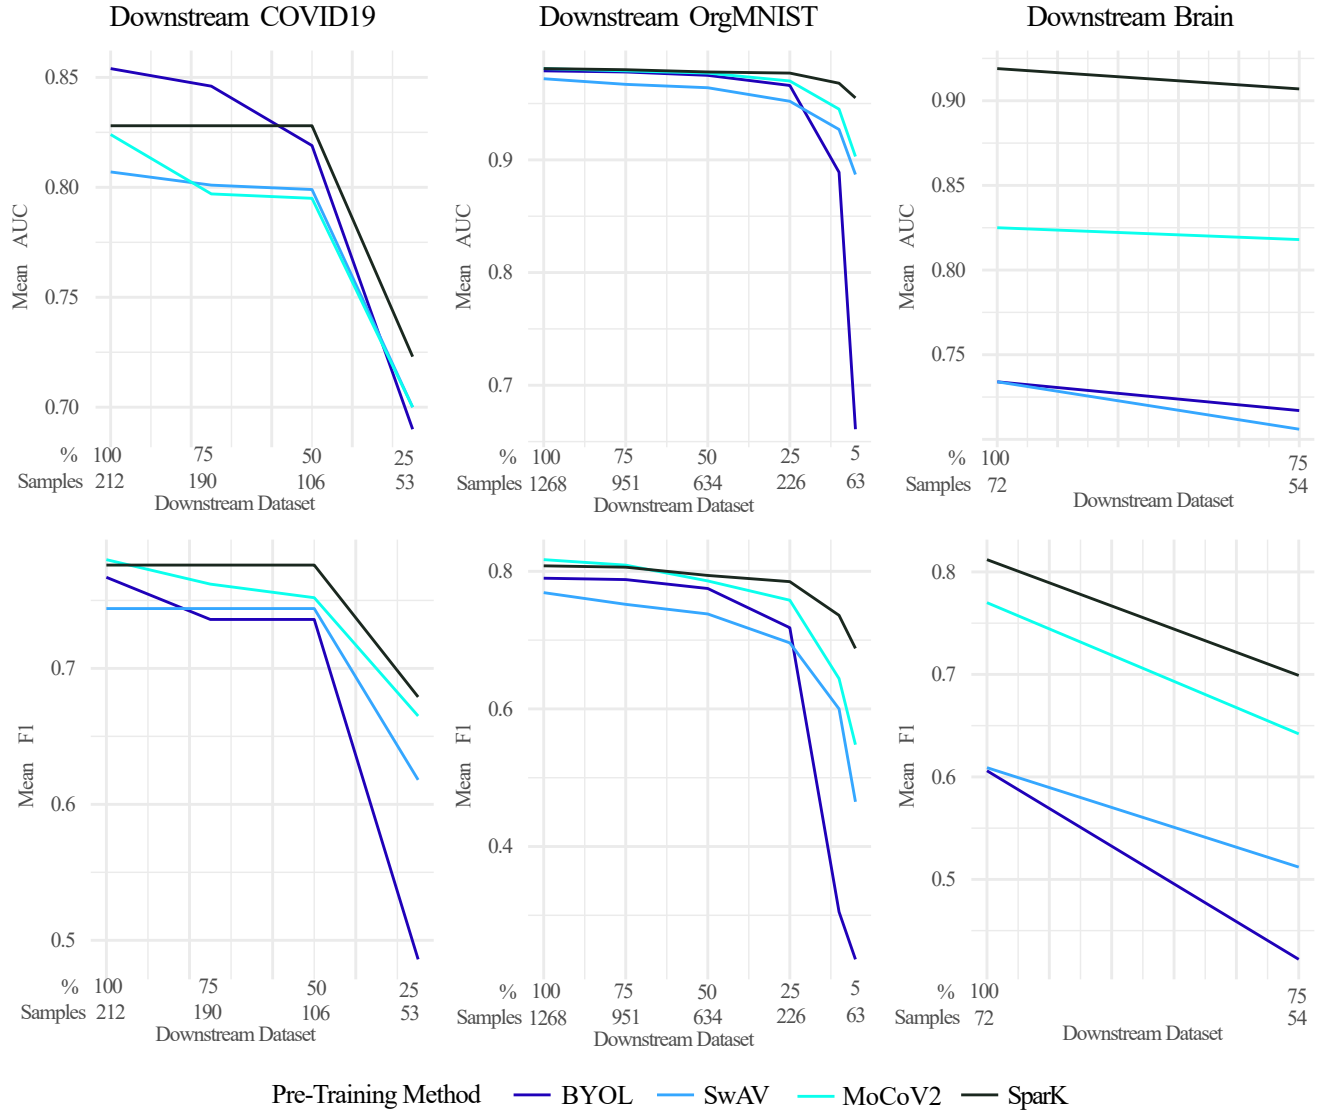 Downstream COVID19
Downstream OrgMNIST
Downstream Brain
Mean AUC
0.85
0.80
0.75
0.70
% 100 75 50 25
Samples 212 190 106 53
Downstream Dataset
Mean AUC
0.9
0.8
0.7
% 100 75 50 25 5
Samples 1268 951 634 226 63
Downstream Dataset
Mean AUC
0.90
0.85
0.80
0.75
% 100 75
Samples 72 54
Downstream Dataset
Mean F1
0.7
0.6
0.5
% 100 75 50 25
Samples 212 190 106 53
Downstream Dataset
Mean F1
0.8
0.6
0.4
% 100 75 50 25 5
Samples 1268 951 634 226 63
Downstream Dataset
Mean F1
0.8
0.7
0.6
0.5
% 100 75
Samples 72 54
Downstream Dataset
Pre-Training Method BYOL SwAV MoCoV2 SparK